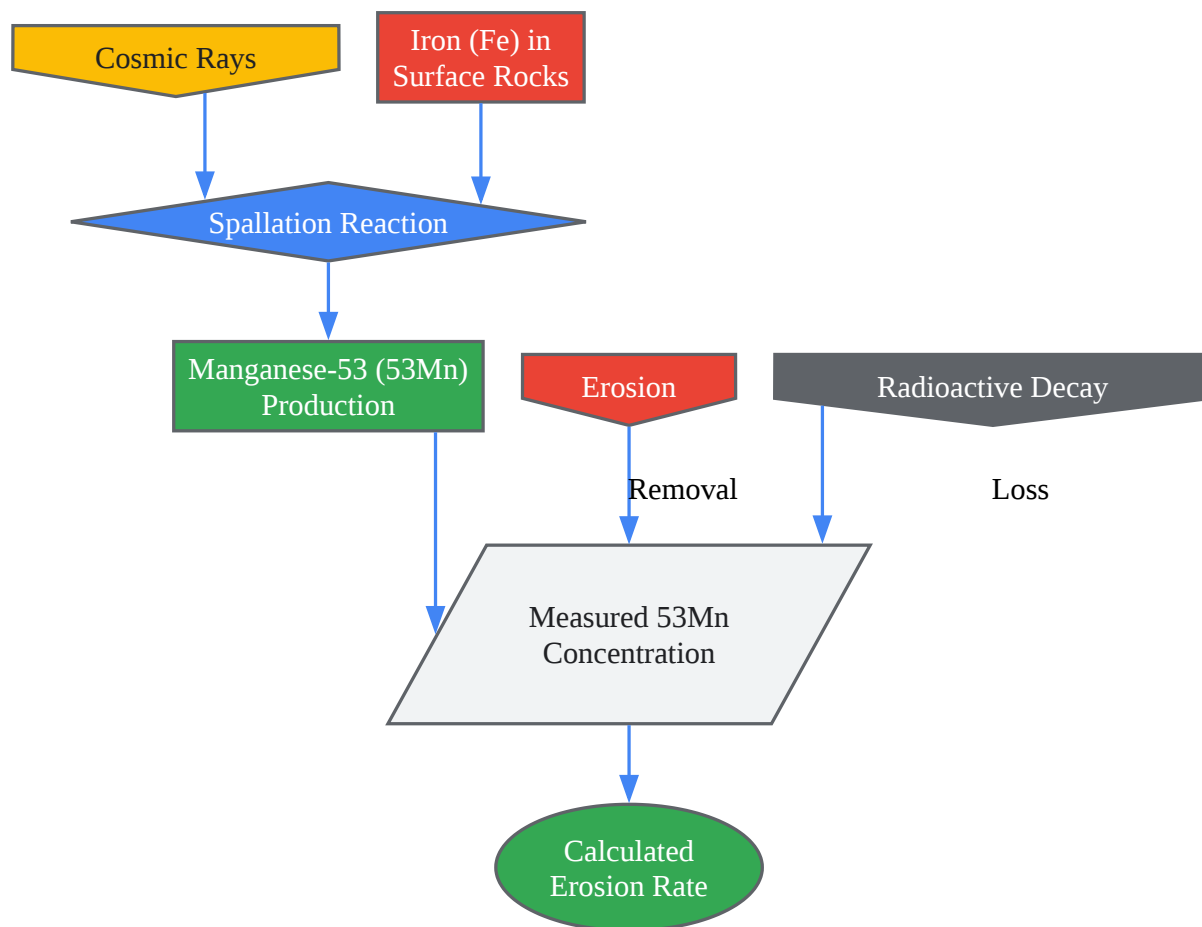 Cosmic Rays
Iron (Fe) in
Surface Rocks
Spallation Reaction
Manganese-53 (53Mn)
Production
Erosion
Radioactive Decay
Removal
Loss
Measured 53Mn
Concentration
Calculated
Erosion Rate